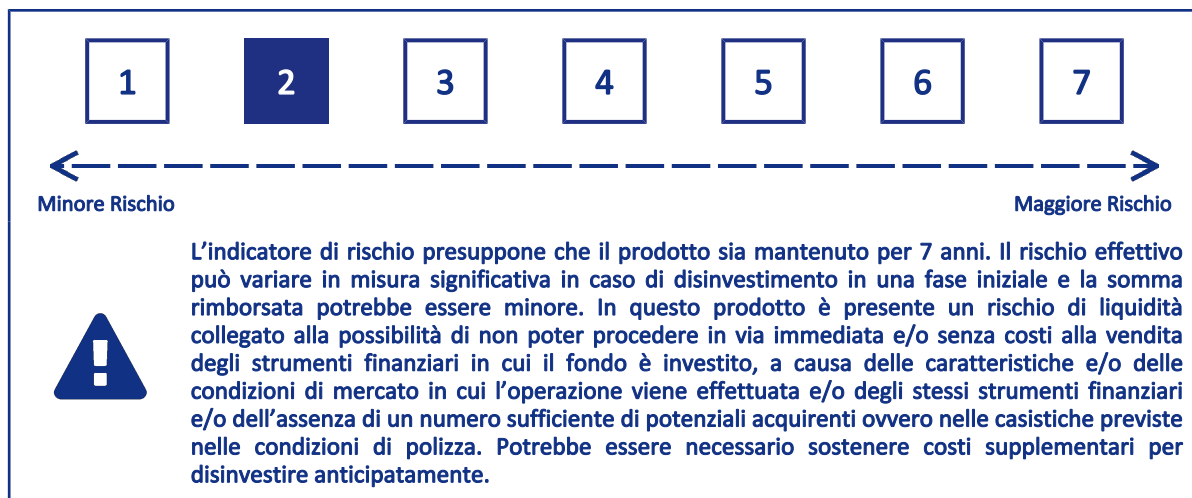 1 2 3 4 5 6 7
Minore Rischio Maggiore Rischio
L’indicatore di rischio presuppone che il prodotto sia mantenuto per 7 anni. Il rischio effettivo
può variare in misura significativa in caso di disinvestimento in una fase iniziale e la somma
rimborsata potrebbe essere minore. In questo prodotto è presente un rischio di liquidità
collegato alla possibilità di non poter procedere in via immediata e/o senza costi alla vendita
degli strumenti finanziari in cui il fondo è investito, a causa delle caratteristiche e/o delle
condizioni di mercato in cui l’operazione viene effettuata e/o degli stessi strumenti finanziari
e/o dell’assenza di un numero sufficiente di potenziali acquirenti ovvero nelle casistiche previste
nelle condizioni di polizza. Potrebbe essere necessario sostenere costi supplementari per
disinvestire anticipatamente.